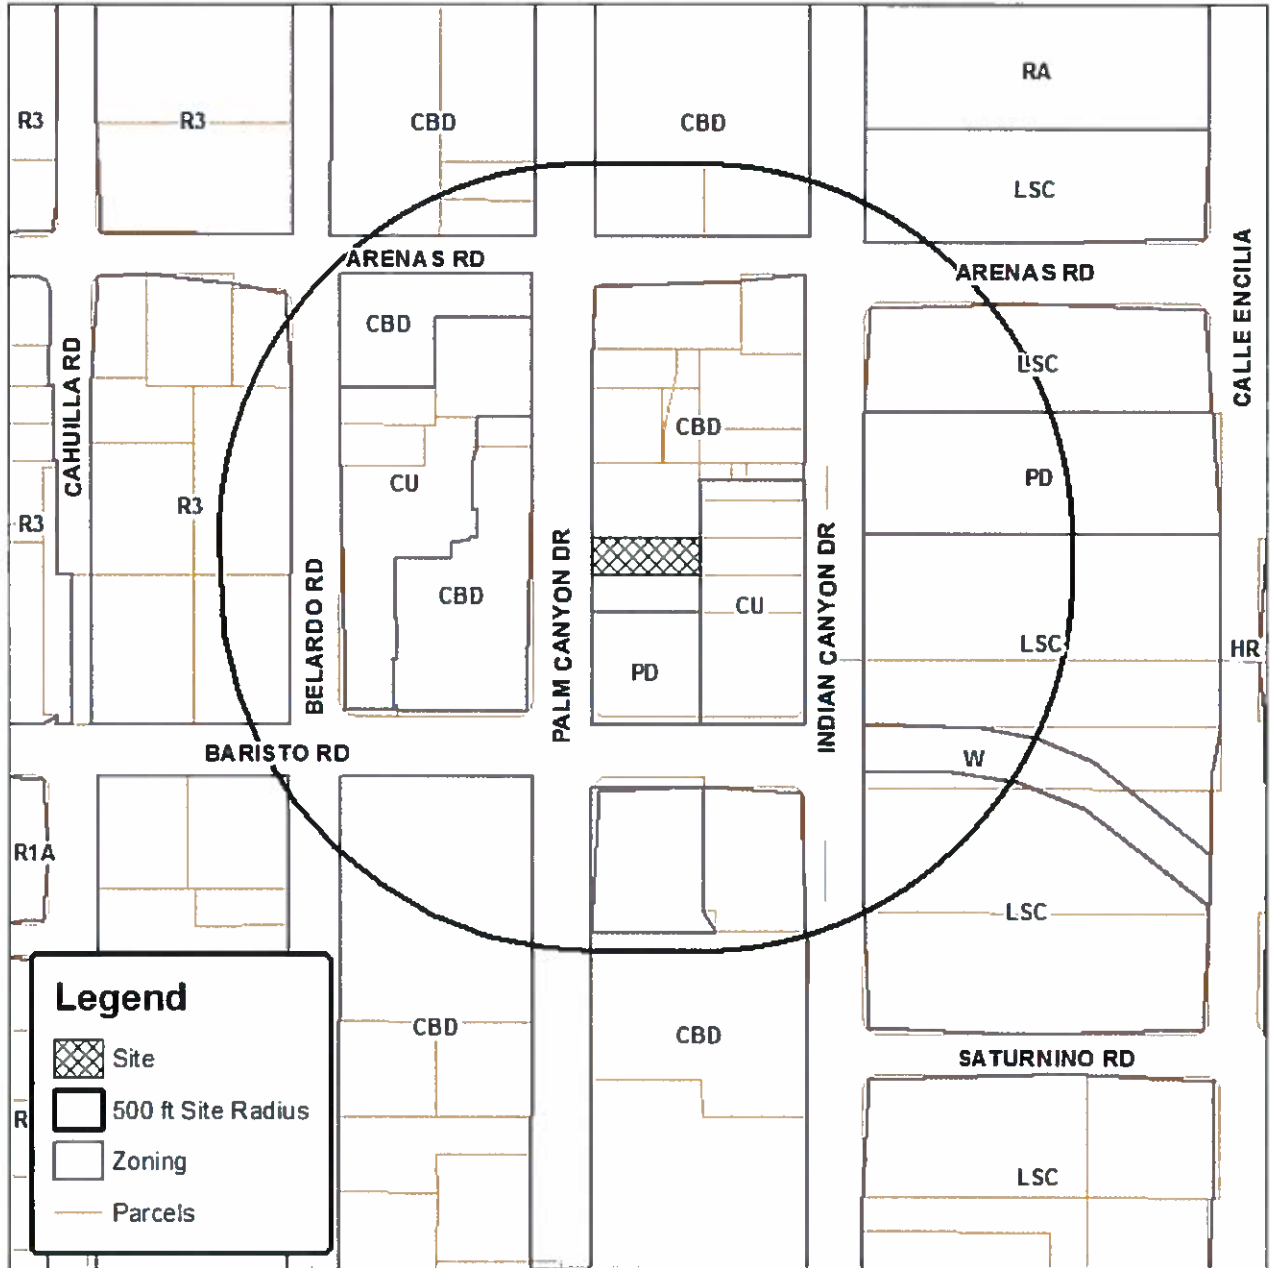 RA
R3
R3
CBD
CBD
LSC
ARENAS RD
ARENAS RD
CALLE ENCILIA
CBD
LSC
CAHUILLA RD
CBD
PD
CU
R3
R3
PALM CANYON DR
INDIAN CANYON DR
BELARDO RD
CBD
CU
LSC
HR
PD
BARISTO RD
W
R1A
LSC
Legend
Site
500 ft Site Radius
Zoning
Parcels
R
CBD
CBD
SATURNINO RD
LSC